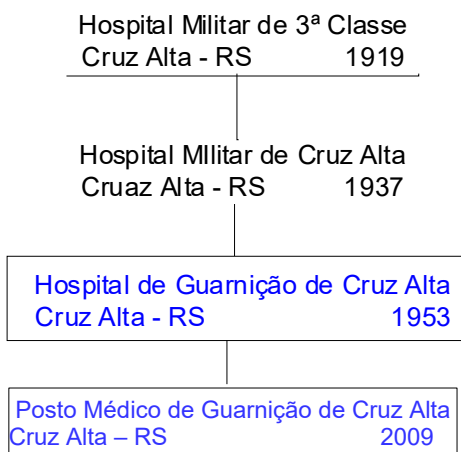 Hospital Militar de 3ª Classe
Cruz Alta - RS 1919
Hospital MIlitar de Cruz Alta
Cruaz Alta - RS 1937
Hospital de Guarnição de Cruz Alta
Cruz Alta - RS 1953
Posto Médico de Guarnição de Cruz Alta
Cruz Alta – RS 2009